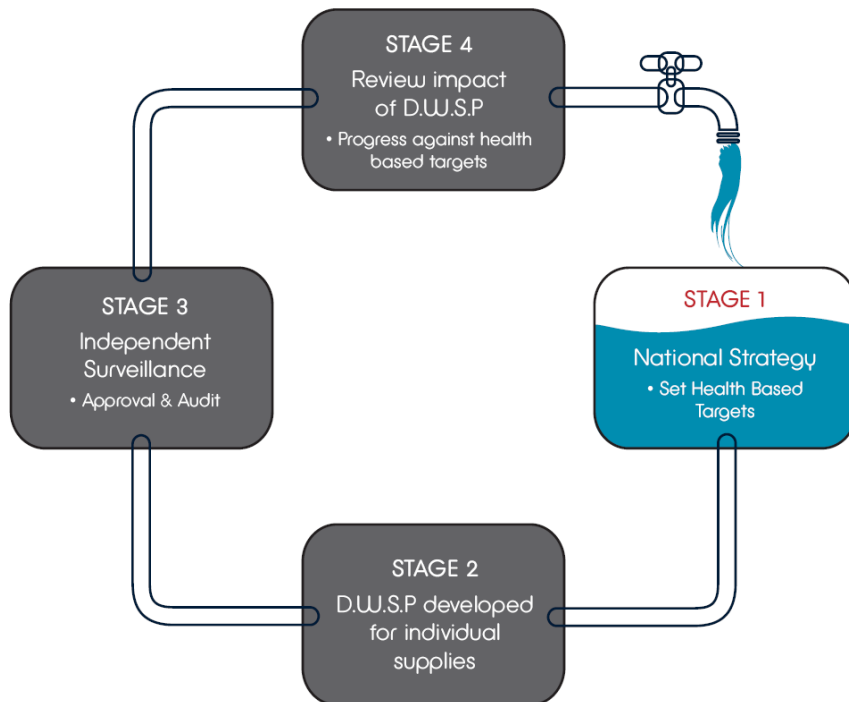 STAGE 4
Review impact
of D.W.S.P
• Progress against health
based targets
STAGE 3
Independent
Surveillance
• Approval & Audit
STAGE 1
National Strategy
• Set Health Based
Targets
STAGE 2
D.W.S.P developed
for individual
supplies